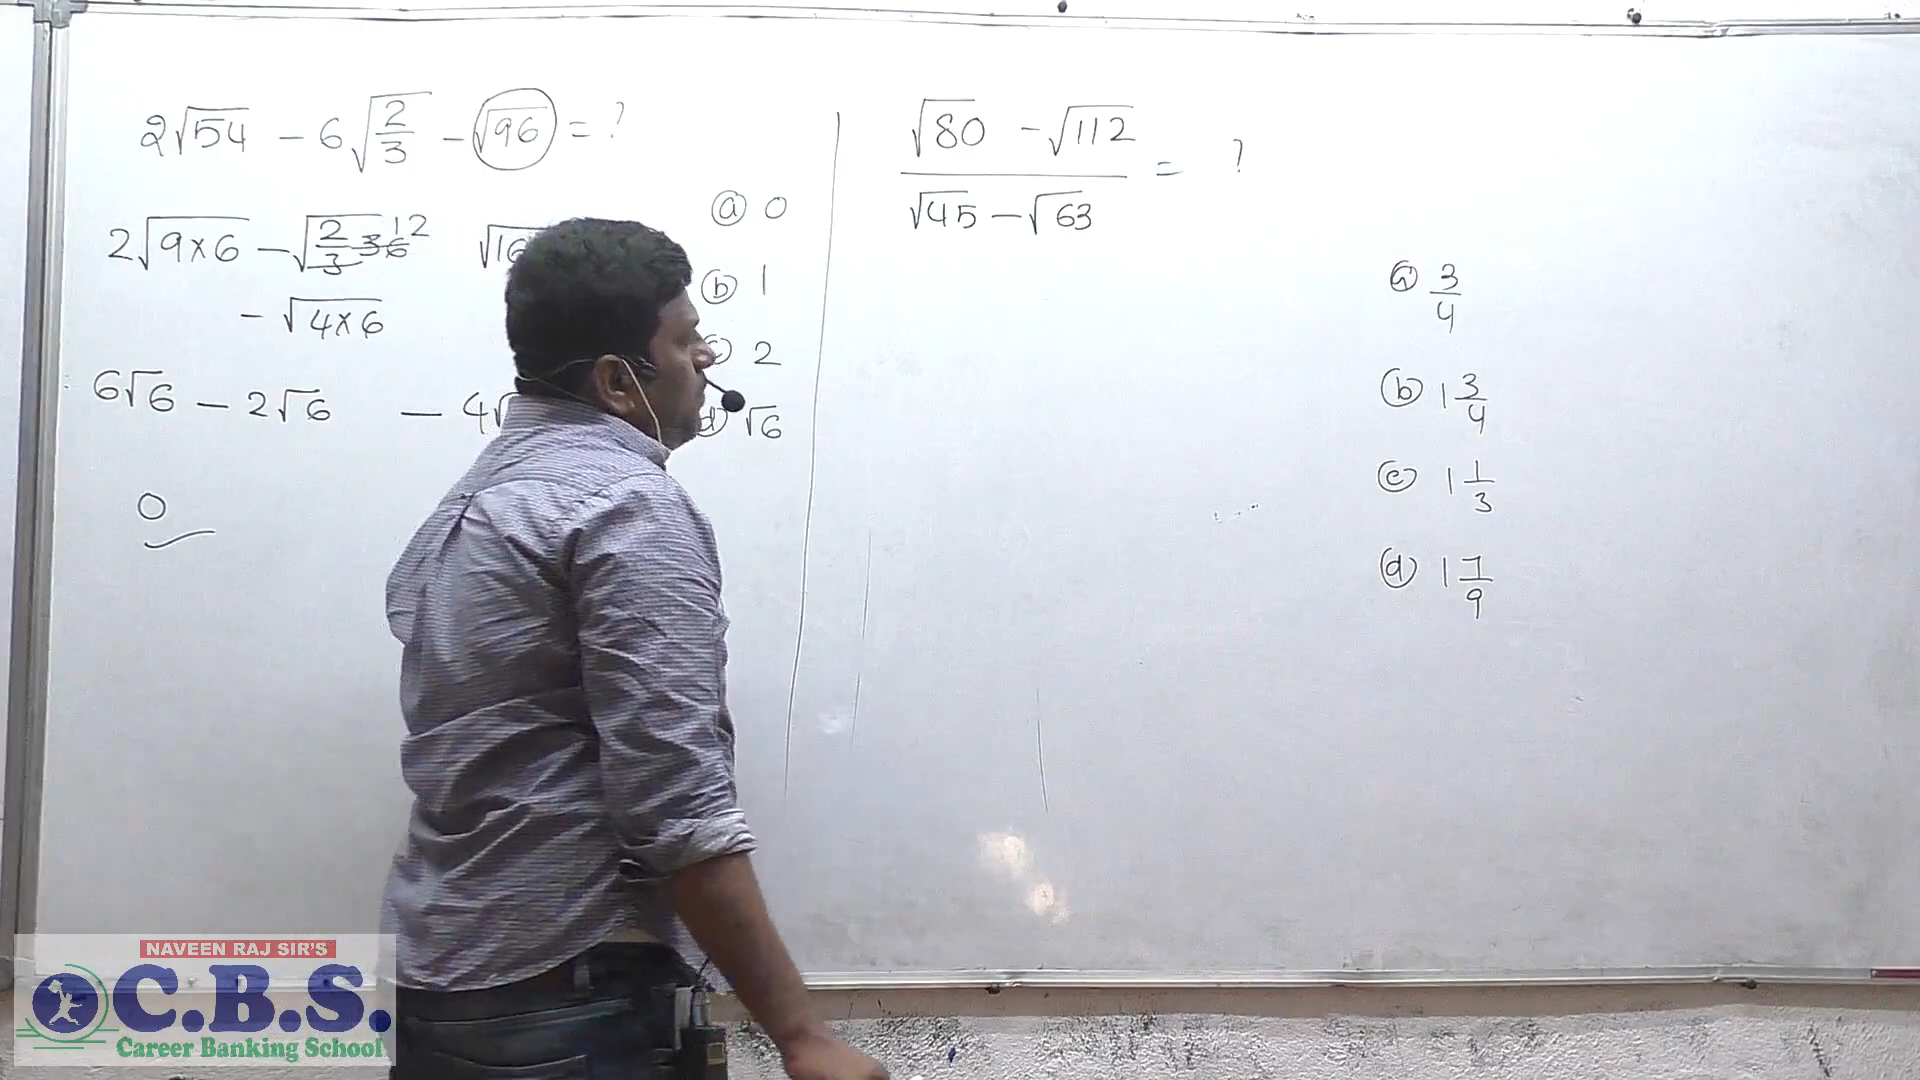 2√54 − 6√(2/3) − √96 = ?
2√(9×6) − √(2/3 36 12) √16
− √(4×6)
6√6 − 2√6 − 4√
0
ⓐ 0
ⓑ 1
ⓒ 2
ⓓ √6
(√80 − √112)/(√45 − √63) = ?
ⓐ 3/4
ⓑ 1 3/4
ⓒ 1 1/3
ⓓ 1 7/9
NAVEEN RAJ SIR'S
C.B.S.
Career Banking School